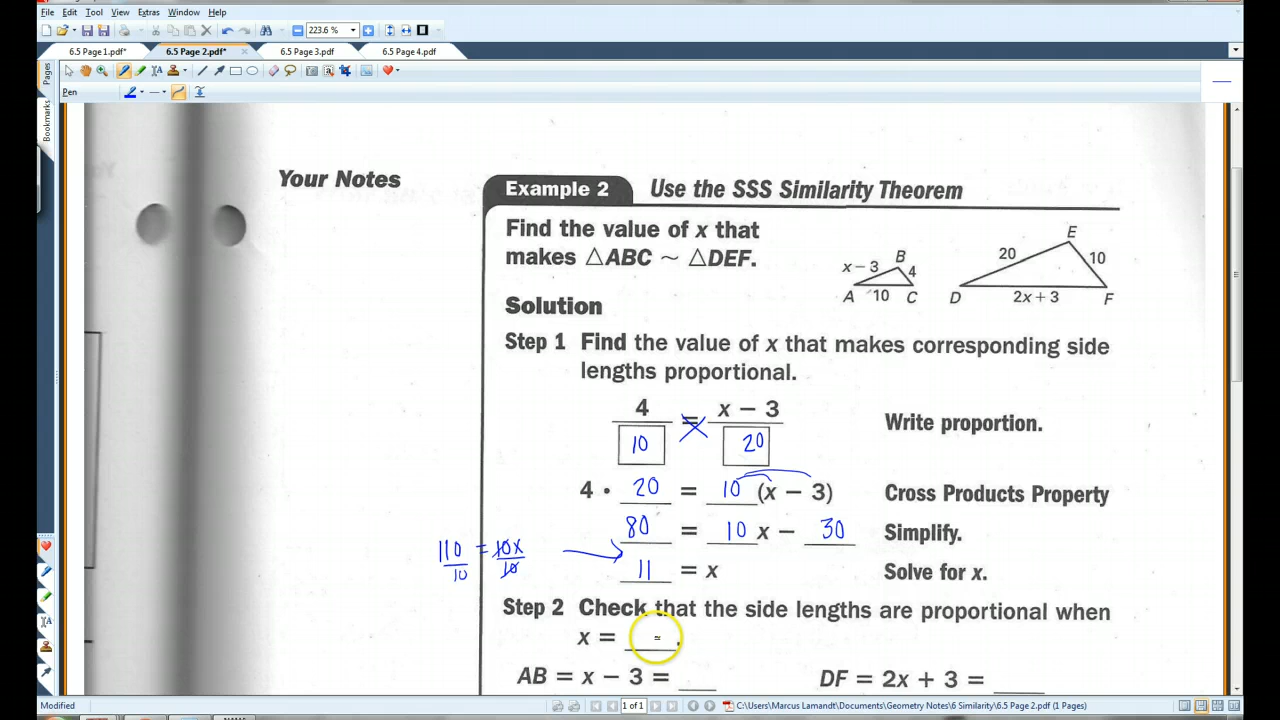 File Edit Tool View Extras Window Help
223.6 %
6.5 Page 1.pdf* 6.5 Page 2.pdf* 6.5 Page 3.pdf 6.5 Page 4.pdf
Pen
Pages
Bookmarks
Your Notes
Example 2 Use the SSS Similarity Theorem
Find the value of x that
makes △ABC ~ △DEF.
x − 3 B 4 A 10 C
20 E 10 D 2x + 3 F
Solution
Step 1 Find the value of x that makes corresponding side
lengths proportional.
4/10 = x − 3/20 Write proportion.
4 • 20 = 10 (x − 3) Cross Products Property
80 = 10 x − 30 Simplify.
110/10 = 10x/10
11 = x Solve for x.
Step 2 Check that the side lengths are proportional when
x = ___.
AB = x − 3 = ___ DF = 2x + 3 = ___
Modified 1 of 1 C:\Users\Marcus Lamandt\Documents\Geometry Notes\6 Similarity\6.5 Page 2.pdf (1 Pages)